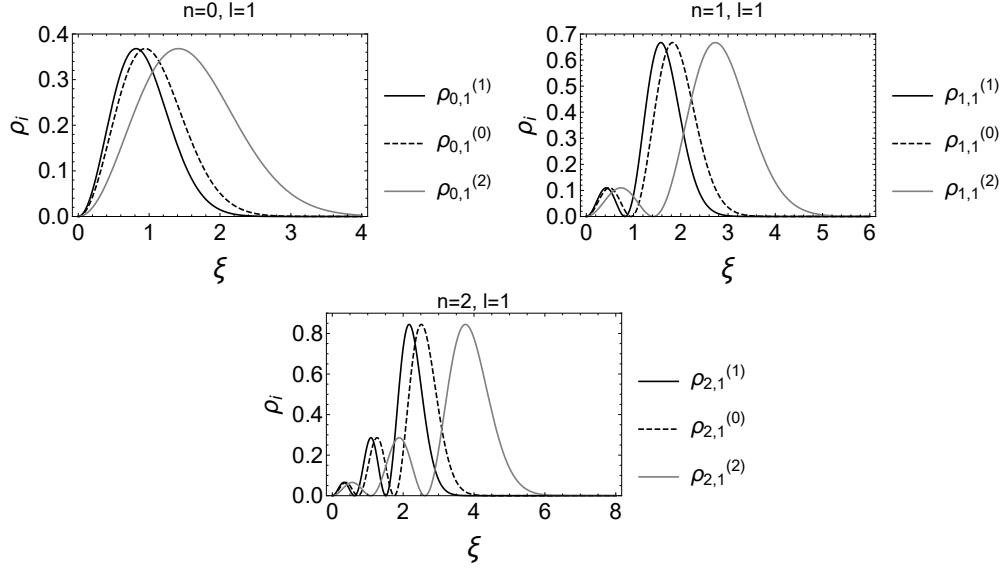 n=0, l=1
ρi
0.4
0.3
0.2
0.1
0.0
0 1 2 3 4
ξ
ρ0,1(1)
ρ0,1(0)
ρ0,1(2)
n=1, l=1
ρi
0.7
0.6
0.5
0.4
0.3
0.2
0.1
0.0
0 1 2 3 4 5 6
ξ
ρ1,1(1)
ρ1,1(0)
ρ1,1(2)
n=2, l=1
ρi
0.8
0.6
0.4
0.2
0.0
0 2 4 6 8
ξ
ρ2,1(1)
ρ2,1(0)
ρ2,1(2)